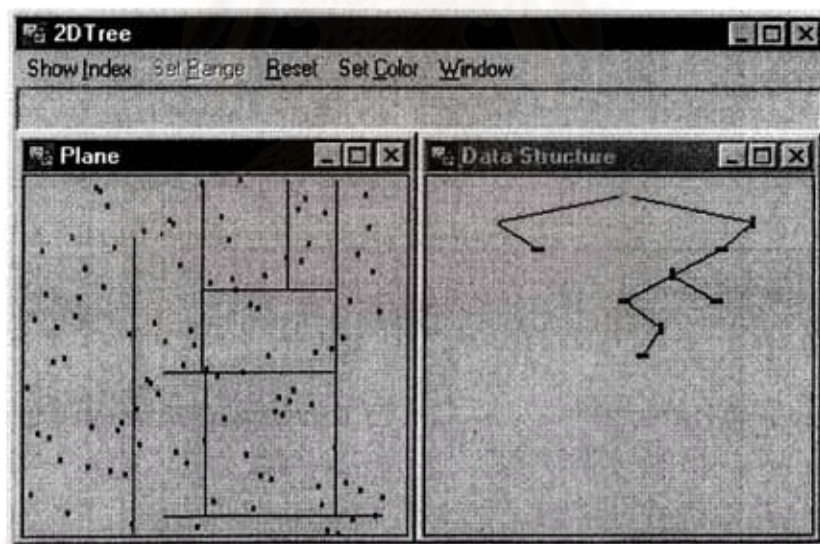 2DTree
Show Index Set Range Reset Set Color Window
Plane
Data Structure